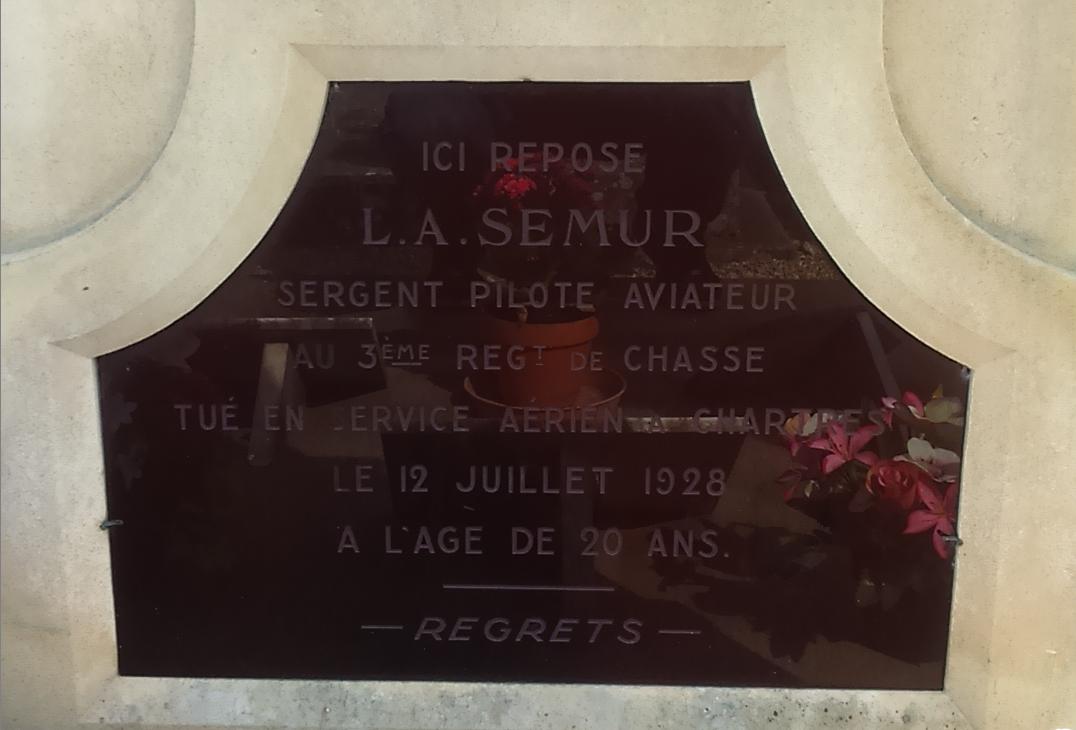 ICI REPOSE
L.A.SEMUR
SERGENT PILOTE AVIATEUR
AU 3ÈME REGT DE CHASSE
TUÉ EN SERVICE AERIEN A CHARTRES
LE 12 JUILLET 1928
A L'AGE DE 20 ANS.
— REGRETS —